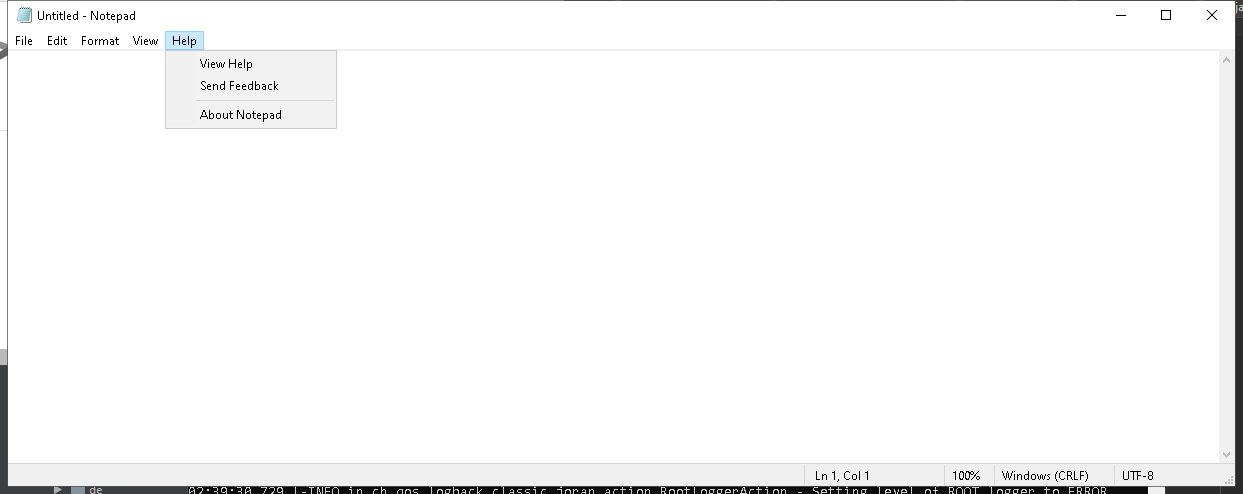 Untitled - Notepad
File Edit Format View Help
View Help
Send Feedback
About Notepad
Ln 1, Col 1 100% Windows (CRLF) UTF-8
de 02:39:30,729 |-INFO in ch.qos.logback.classic.joran.action.RootLoggerAction - Setting level of ROOT logger to ERROR